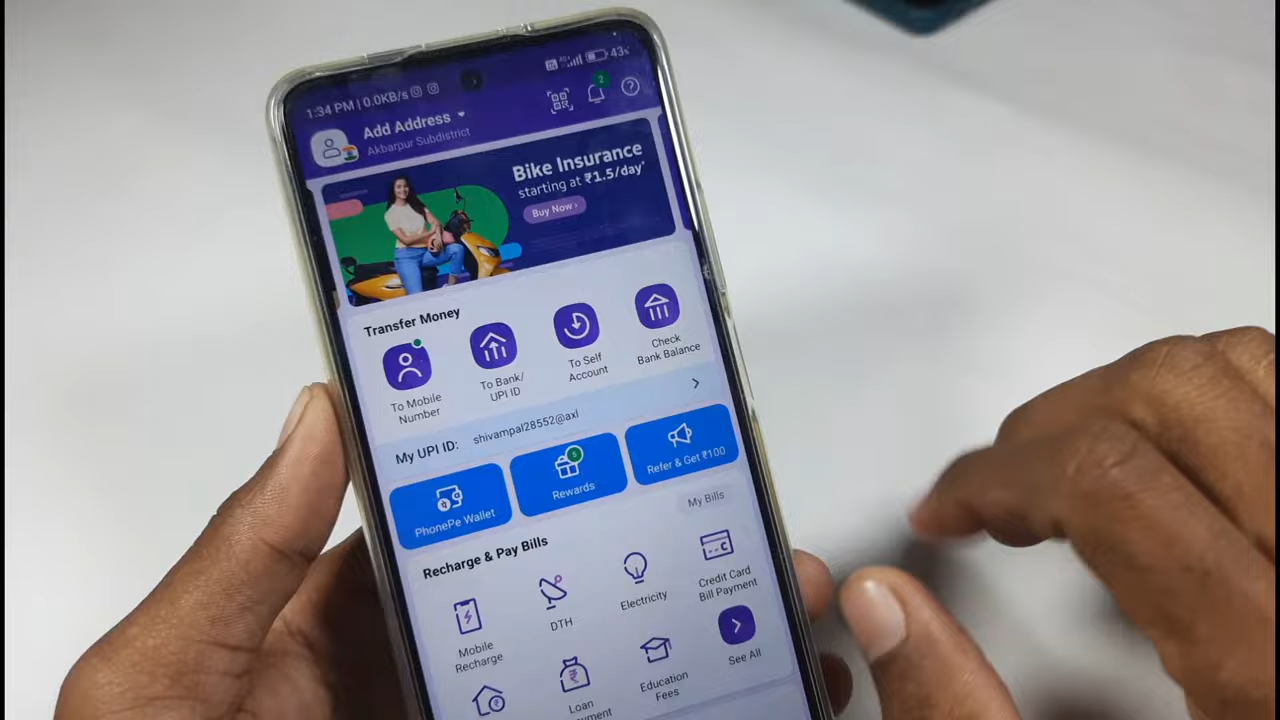 1:34 PM | 0.0KB/s
43%
2
Add Address
Akbarpur Subdistrict
Bike Insurance
starting at ₹1.5/day*
Buy Now ›
Transfer Money
To Mobile
Number
To Bank/
UPI ID
To Self
Account
Check
Bank Balance
My UPI ID: shivampal28552@axl
PhonePe Wallet
5
Rewards
Refer & Get ₹100
Recharge & Pay Bills
My Bills
Mobile
Recharge
DTH
Electricity
Credit Card
Bill Payment
Loan
Education
Fees
See All